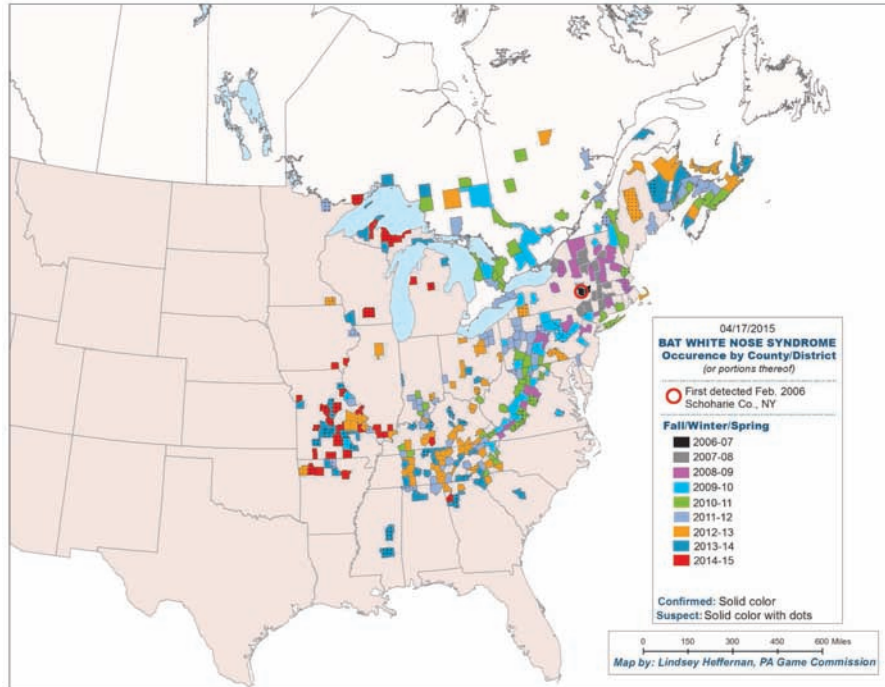 04/17/2015
BAT WHITE NOSE SYNDROME
Occurence by County/District
(or portions thereof)
First detected Feb. 2006
Schoharie Co., NY
Fall/Winter/Spring
2006-07
2007-08
2008-09
2009-10
2010-11
2011-12
2012-13
2013-14
2014-15
Confirmed: Solid color
Suspect: Solid color with dots
0 150 300 450 600 Miles
Map by: Lindsey Heffernan, PA Game Commission